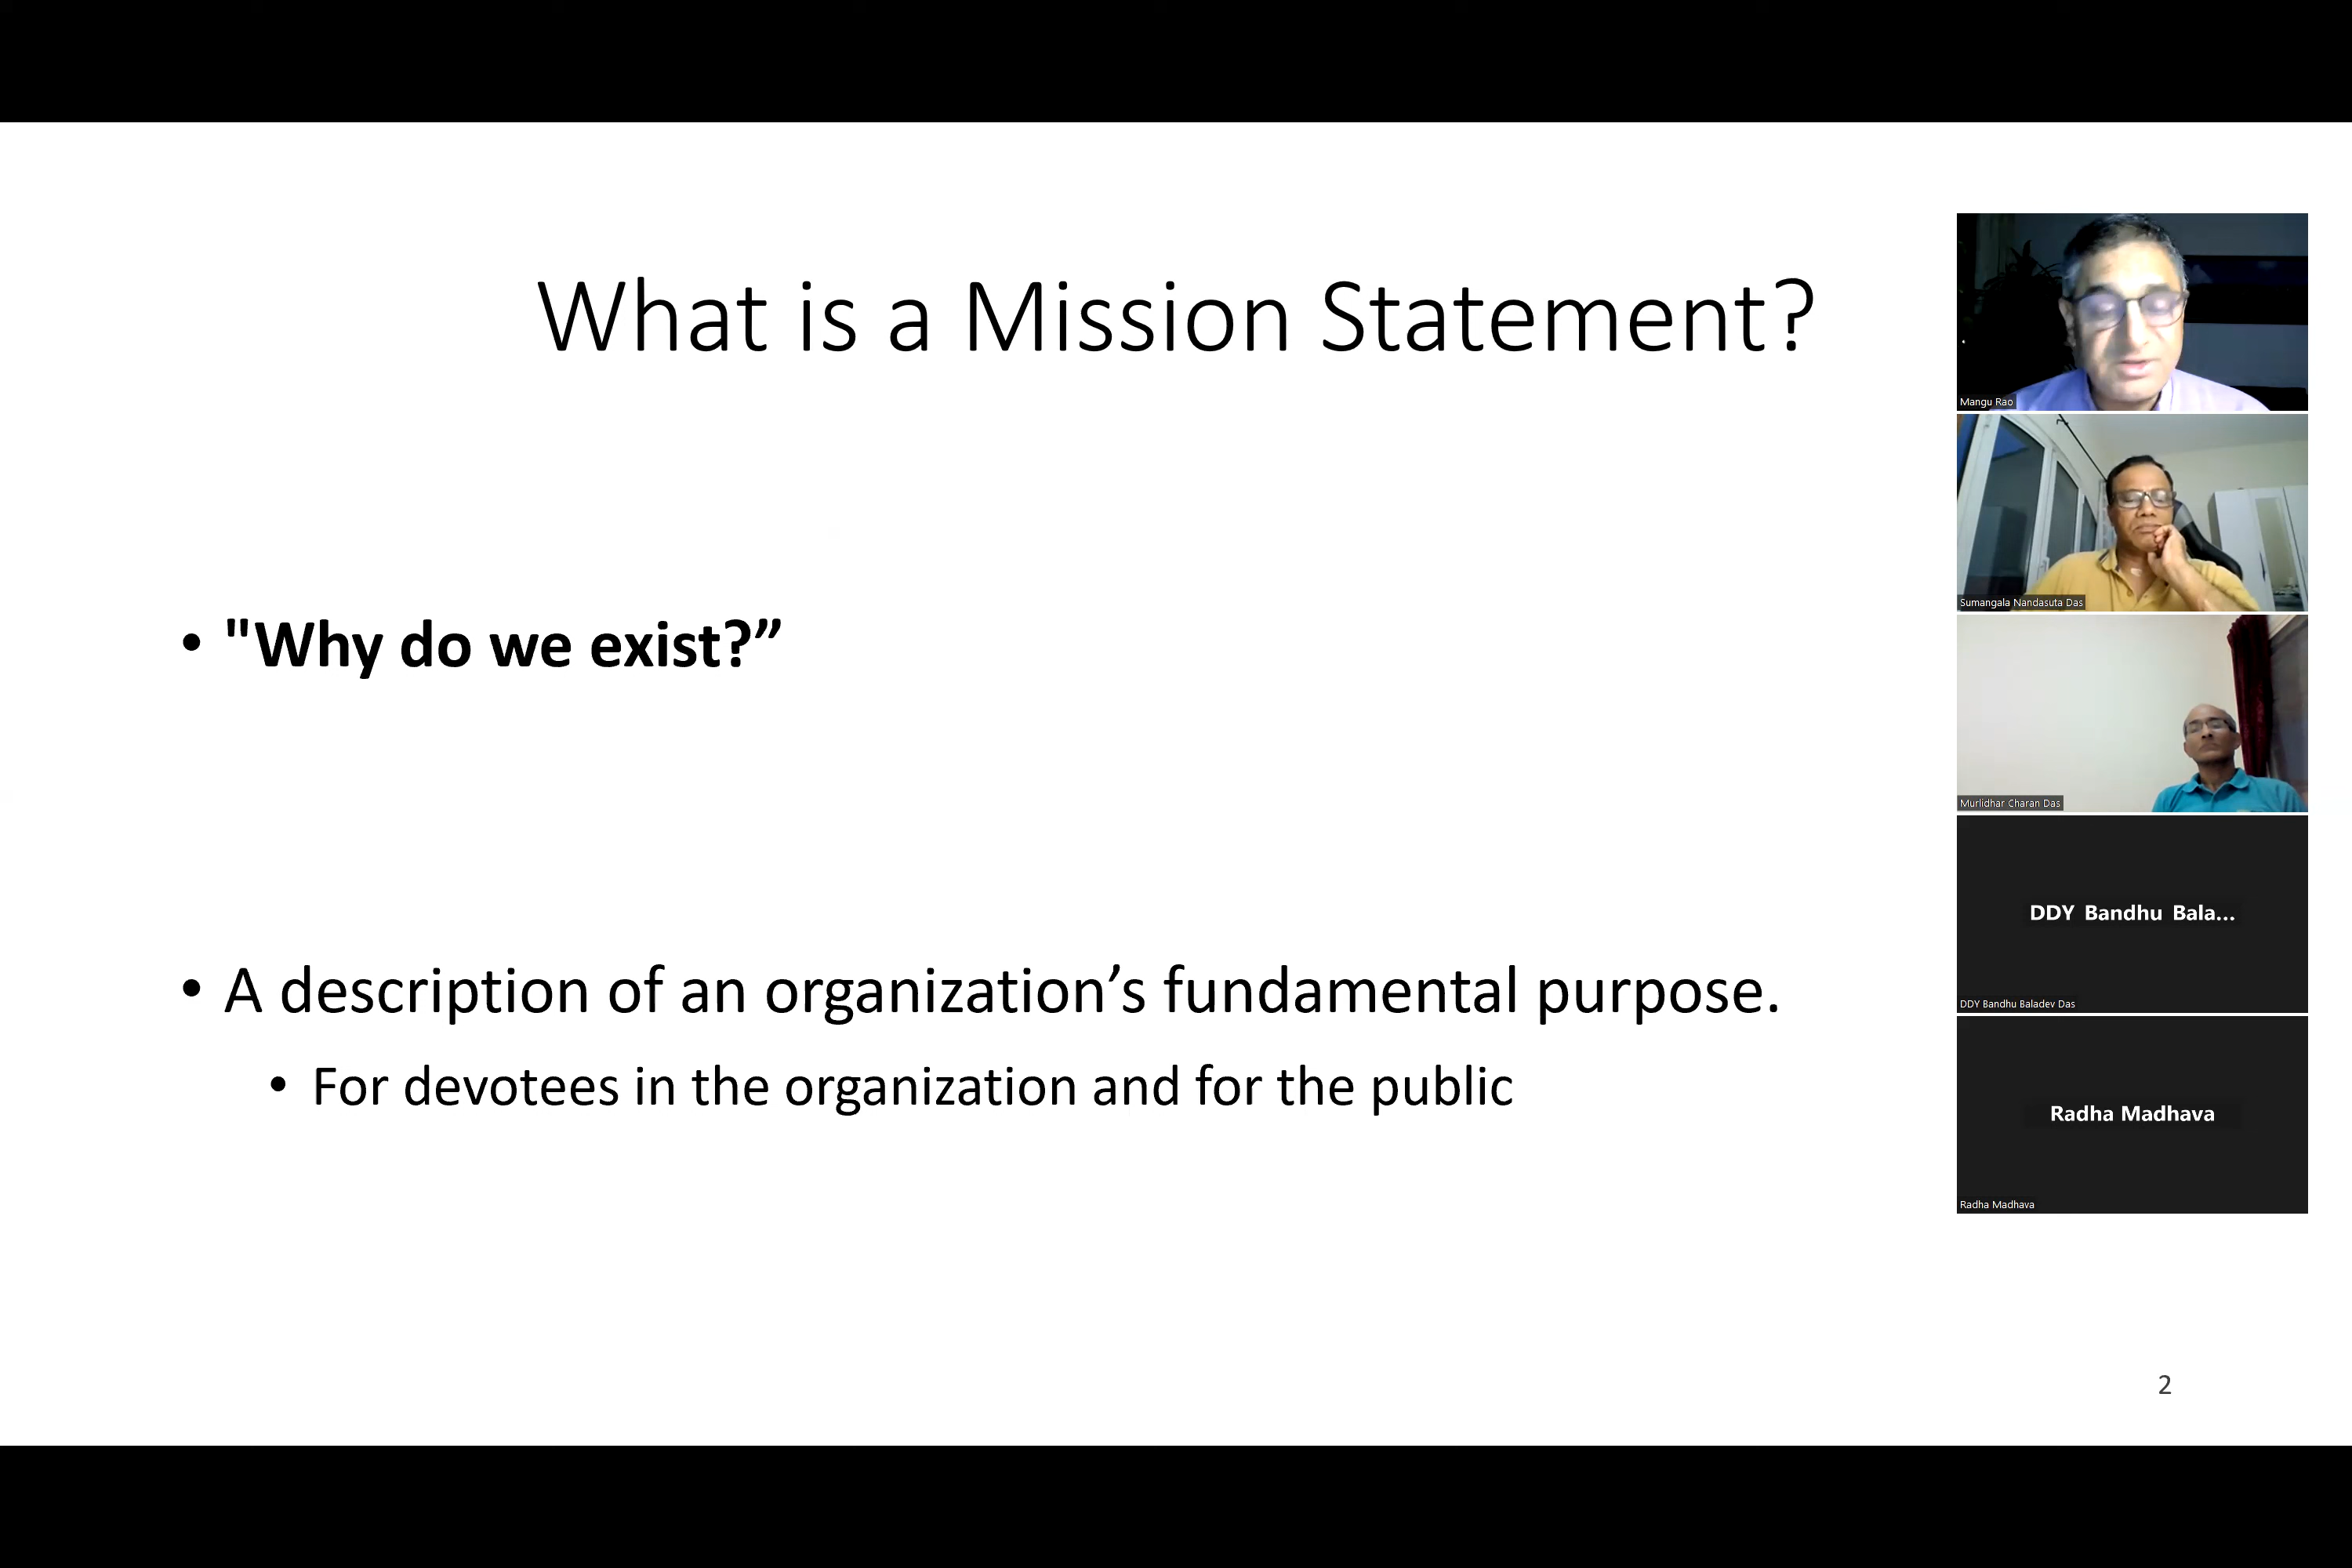 What is a Mission Statement?
• "Why do we exist?”
• A description of an organization’s fundamental purpose.
• For devotees in the organization and for the public
2
Mangu Rao
Sumangala Nandasuta Das
Murlidhar Charan Das
DDY Bandhu Bala...
DDY Bandhu Baladev Das
Radha Madhava
Radha Madhava